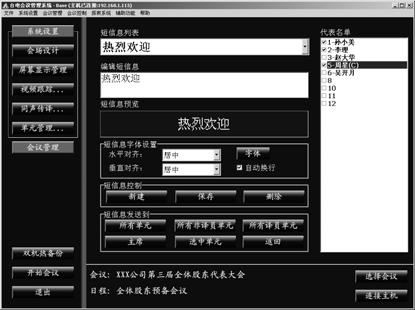 台电会议管理系统 - Base (主机已连接:192.168.1.113)
文件 系统设置 会议管理 会议控制 探索系统 辅助功能 帮助
系统设置
会场设计
屏幕显示管理
视频跟踪...
同声传译...
单元管理...
会议管理
双机热备份
开始会议
退出
短信息列表
热烈欢迎
编辑短信息
热烈欢迎
短信息预览
热烈欢迎
短信息字体设置
水平对齐: 居中
字体
垂直对齐: 居中
自动换行
短信息控制
新建 保存 删除
短信息发送到
所有单元 所有非译员单元 所有译员单元
主席 选中单元 返回
代表名单
1-孙小美
2-李理
3-赵大华
5-周星(C)
6-吴开月
8
10
11
12
会议: XXX公司第三届全体股东代表大会
日程: 全体股东预备会议
选择会议
连接主机